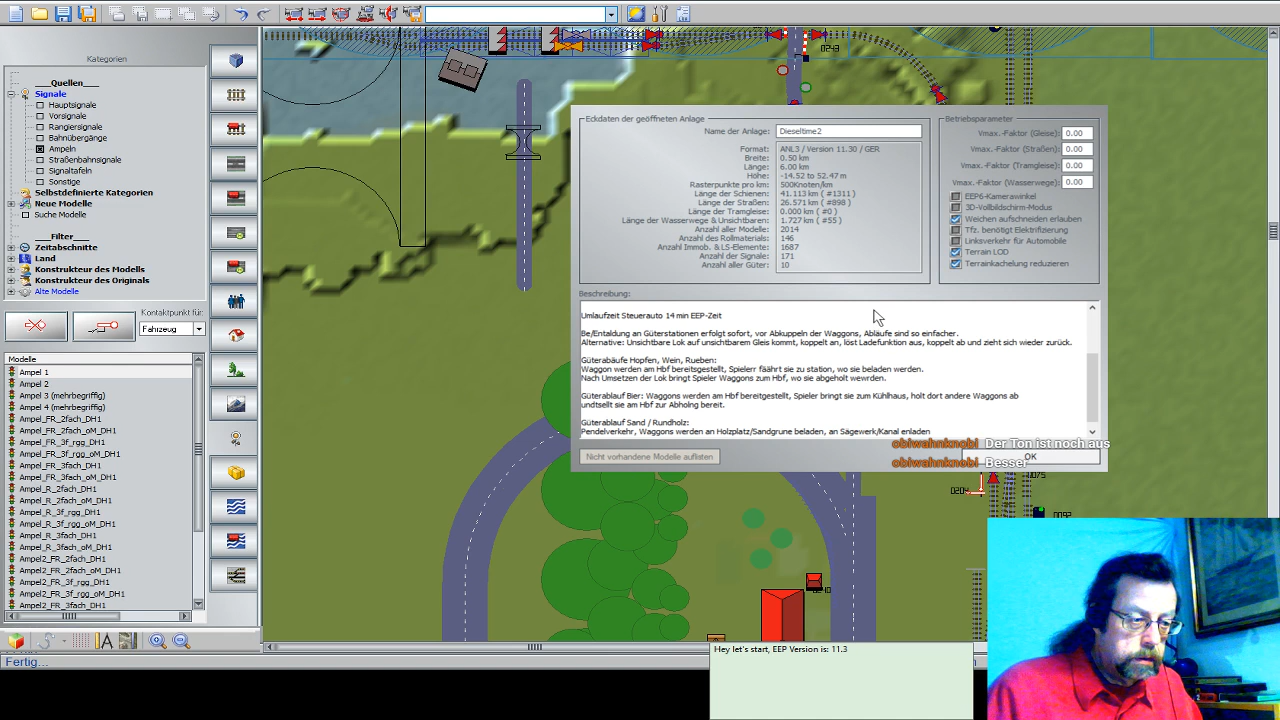 Kategorien
Quellen___
Signale
Hauptsignale
Vorsignale
Rangiersignale
Bahnübergänge
Ampeln
Straßenbahnsignale
Signaltafeln
Sonstige
Selbstdefinierte Kategorien
Neue Modelle
Suche Modelle
Filter___
Zeitabschnitte
Land
Konstrukteure des Modells
Konstrukteure des Originals
Alte Modelle
Kontaktpunkt für:
Fahrzeug
Modelle
Ampel 1
Ampel 2
Ampel 3 (mehrbegriffig)
Ampel 4 (mehrbegriffig)
Ampel_FR_2fach_DH1
Ampel_FR_2fach_oM_DH1
Ampel_FR_3f_rgg_DH1
Ampel_FR_3f_rgg_oM_DH1
Ampel_FR_3fach_DH1
Ampel_FR_3fach_oM_DH1
Ampel_R_2fach_DH1
Ampel_R_2fach_oM_DH1
Ampel_R_3f_rgg_DH1
Ampel_R_3f_rgg_oM_DH1
Ampel_R_3fach_DH1
Ampel_R_3fach_oM_DH1
Ampel2_FR_2fach_DH1
Ampel2_FR_2fach_oM_DH1
Ampel2_FR_3f_rgg_DH1
Ampel2_FR_3f_rgg_oM_DH1
Ampel2_FR_3fach_DH1
Fertig...
0243
Eckdaten der geöffneten Anlage
Name der Anlage: Dieseltime2
Format: ANL3 / Version 11.30 / GER
Breite: 0.50 km
Länge: 6.00 km
Höhe: -14.52 to 52.47 m
Rasterpunkte pro km: 500Knoten/km
Länge der Schienen: 41.113 km ( #1311 )
Länge der Straßen: 26.571 km ( #898 )
Länge der Tramgleise: 0.000 km ( #0 )
Länge der Wasserwege & Unsichtbaren: 1.727 km ( #55 )
Anzahl aller Modelle: 2014
Anzahl des Rollmaterials: 146
Anzahl Immob. & LS-Elemente: 1687
Anzahl der Signale: 171
Anzahl aller Güter: 10
Betriebsparameter
Vmax.-Faktor (Gleise): 0.00
Vmax.-Faktor (Straßen): 0.00
Vmax.-Faktor (Tramgleise): 0.00
Vmax.-Faktor (Wasserwege): 0.00
EEP6-Kamerawinkel
3D-Vollbildschirm-Modus
Weichen aufschneiden erlauben
Tfz. benötigt Elektrifizierung
Linksverkehr für Automobile
Terrain LOD
Terrainkachelung reduzieren
Beschreibung:
Umlaufzeit Steuerauto 14 min EEP-Zeit
Be/Entaldung an Güterstationen erfolgt sofort, vor Abkuppeln der Waggons, Abläufe sind so einfacher.
Alternative: Unsichtbare Lok auf unsichtbarem Gleis kommt, koppelt an, löst Ladefunktion aus, koppelt ab und zieht sich wieder zurück.
Güterabäufe Hopfen, Wein, Rueben:
Waggon werden am Hbf bereitsgestellt, Spielerr fäährt sie zu station, wo sie beladen werden.
Nach Umsetzen der Lok bringt Spieler Waggons zum Hbf, wo sie abgeholt wewrden.
Güterablauf Bier: Waggons werden am Hbf bereitgestellt, Spieler bringt sie zum Kühlhaus, holt dort andere Waggons ab
undtsellt sie am Hbf zur Abholng bereit.
Güterablauf Sand / Rundholz:
Pendelverkehr, Waggons werden an Holzplatz/Sandgrune beladen, an Sägewerk/Kanal enladen
obiwahnknobi Der Ton ist noch aus
Nicht vorhandene Modelle auflisten
OK
obiwahnknobi Besser
0075
0204
0092
Hey let's start, EEP Version is: 11.3